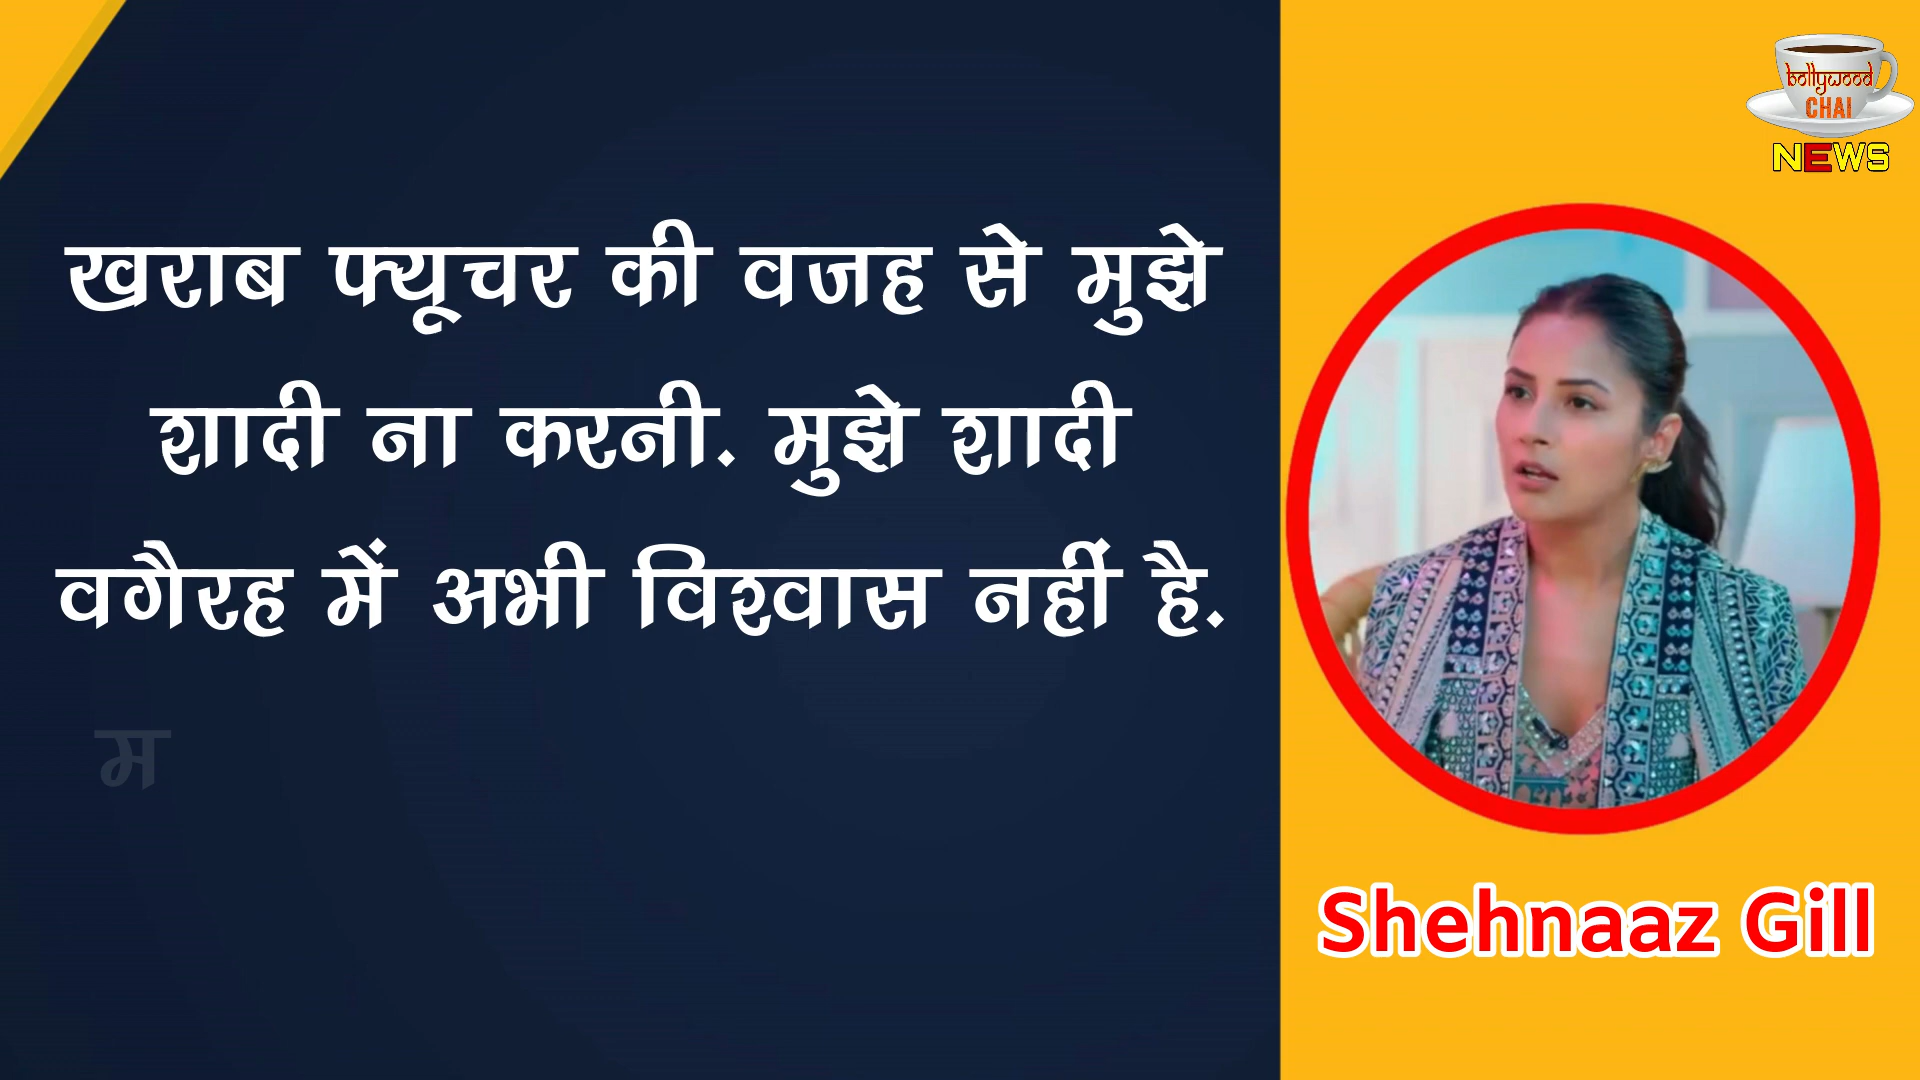 खराब फ्यूचर की वजह से मुझे
शादी ना करनी. मुझे शादी
वगैरह में अभी विश्वास नहीं है.
म
bollywood
CHAI
NEWS
Shehnaaz Gill